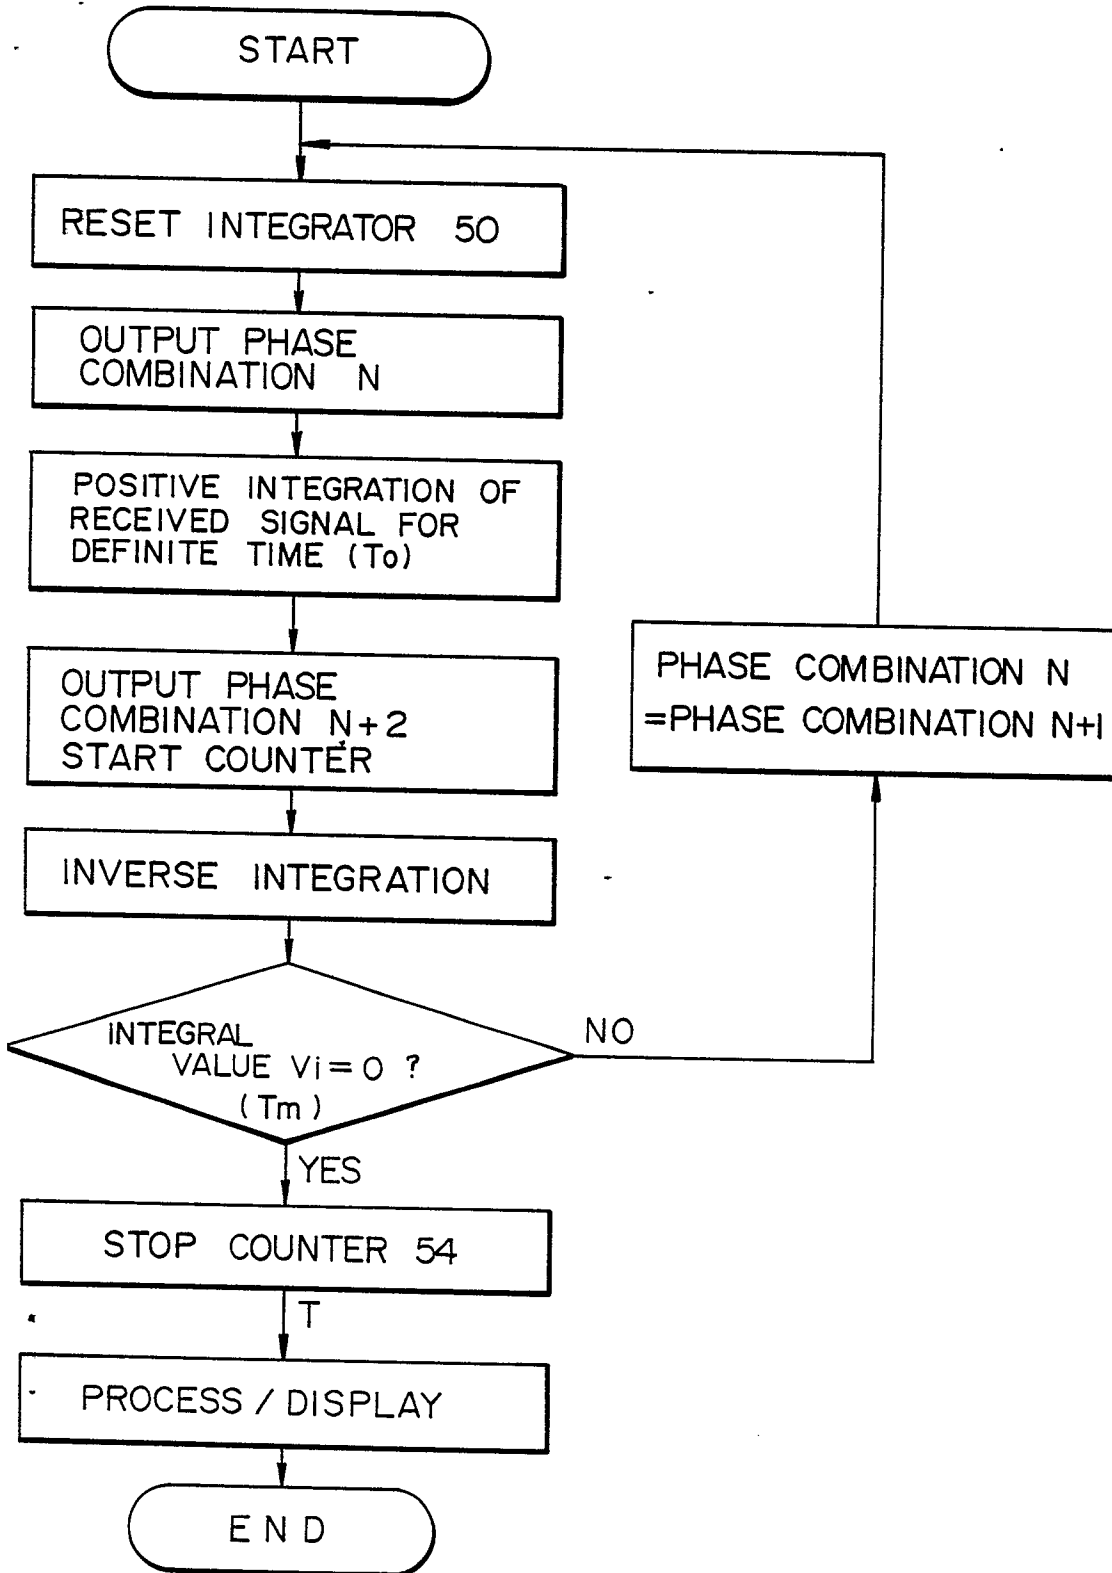 START
RESET INTEGRATOR 50
OUTPUT PHASE
COMBINATION N
POSITIVE INTEGRATION OF
RECEIVED SIGNAL FOR
DEFINITE TIME (To)
OUTPUT PHASE
COMBINATION N+2
START COUNTER
INVERSE INTEGRATION
INTEGRAL
VALUE Vi=0 ?
(Tm)
NO
PHASE COMBINATION N
=PHASE COMBINATION N+1
YES
STOP COUNTER 54
T
PROCESS / DISPLAY
END